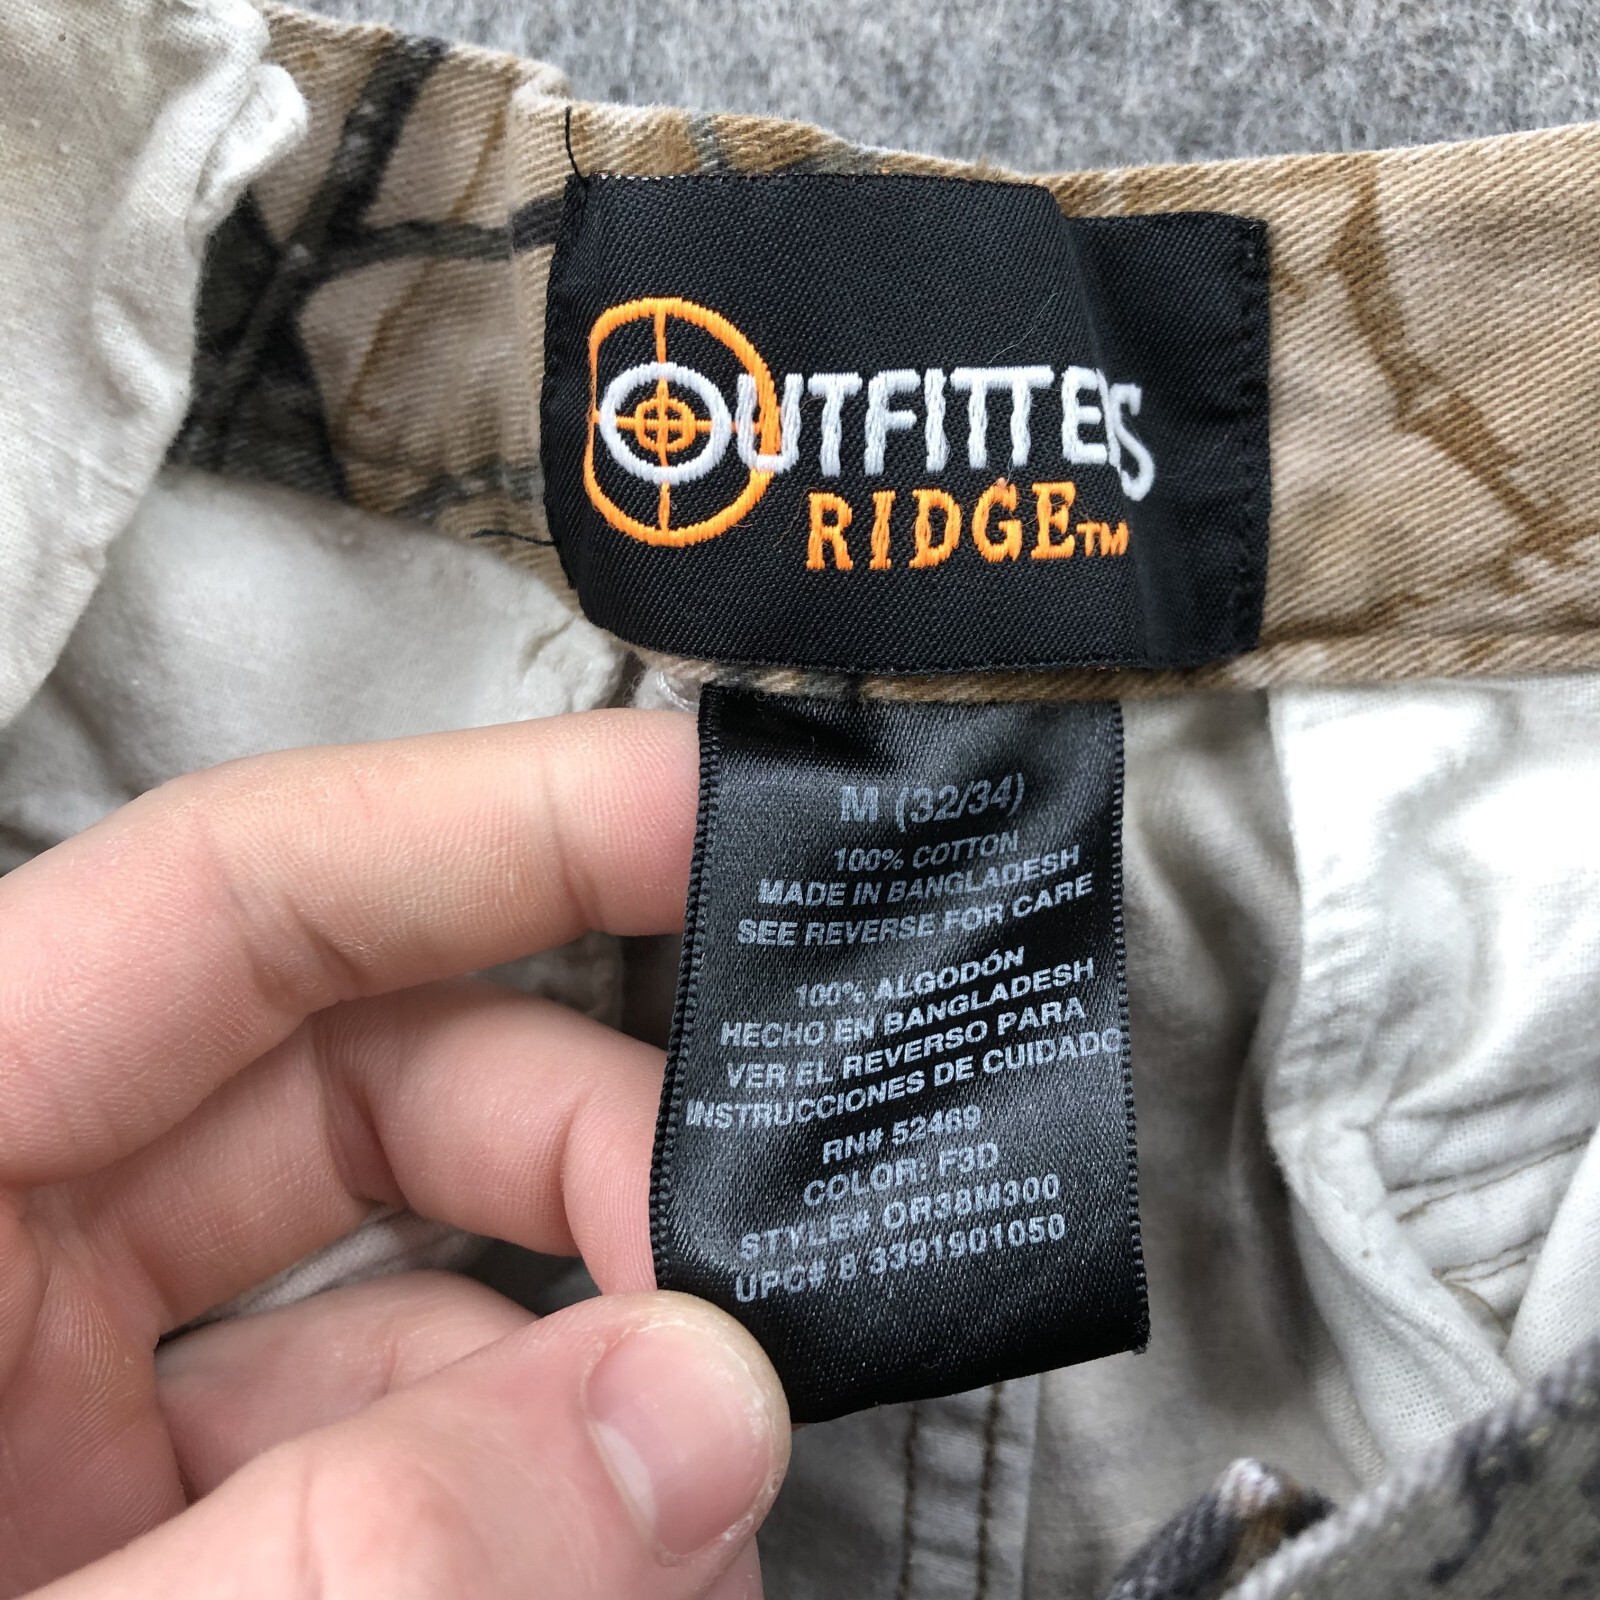 OUTFITTERS
RIDGE™
M (32/34)
100% COTTON
MADE IN BANGLADESH
SEE REVERSE FOR CARE
100% ALGODÓN
HECHO EN BANGLADESH
VER EL REVERSO PARA
INSTRUCCIONES DE CUIDADO
RN# 52469
COLOR: F3D
STYLE# OR38M300
UPC# 8 3391901050